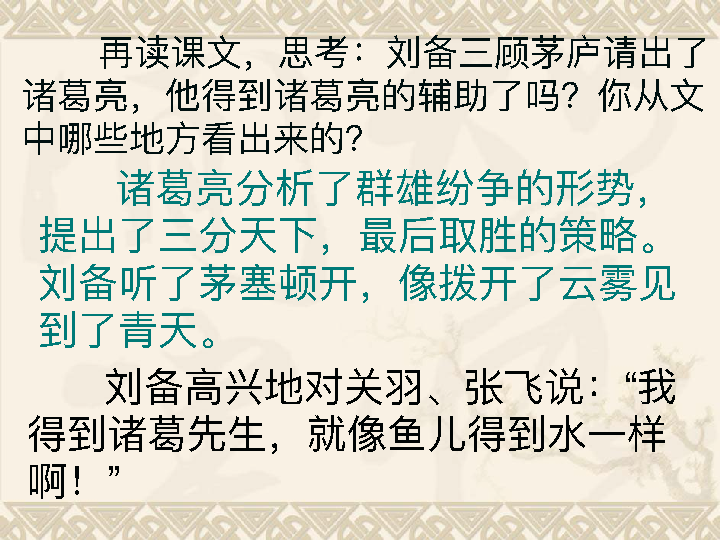 再读课文，思考：刘备三顾茅庐请出了
诸葛亮，他得到诸葛亮的辅助了吗？你从文
中哪些地方看出来的？
诸葛亮分析了群雄纷争的形势，
提出了三分天下，最后取胜的策略。
刘备听了茅塞顿开，像拨开了云雾见
到了青天。
刘备高兴地对关羽、张飞说：“我
得到诸葛先生，就像鱼儿得到水一样
啊！”